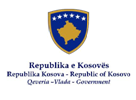 Republika e Kosovës
Republika Kosova - Republic of Kosovo
Qeveria - Vlada - Government